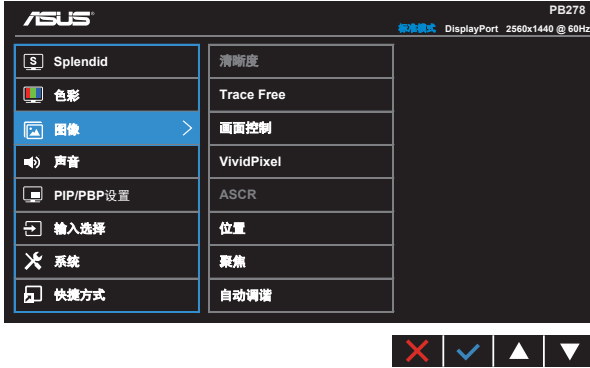 ASUS
PB278
标准模式 DisplayPort 2560x1440 @ 60Hz
S Splendid
色彩
图像
声音
PIP/PBP设置
输入选择
系统
快捷方式
清晰度
Trace Free
画面控制
VividPixel
ASCR
位置
聚焦
自动调谐